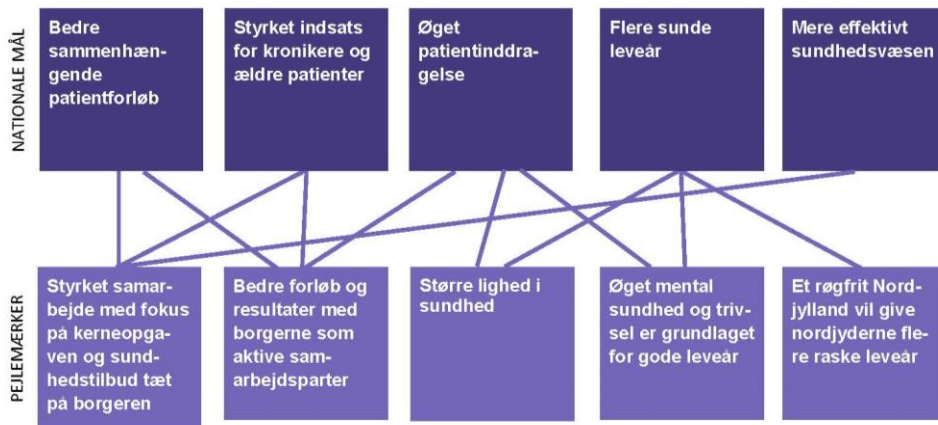 NATIONALE MÅL
Bedre
sammenhæn-
gende
patientforløb
Styrket indsats
for kronikere og
ældre patienter
Øget
patientinddra-
gelse
Flere sunde
leveår
Mere effektivt
sundhedsvæsen
PEJLEMÆRKER
Styrket samar-
bejde med fokus
på kerneopga-
ven og sund-
hedstilbud tæt
på borgeren
Bedre forløb og
resultater med
borgerne som
aktive sam-
arbejdsparter
Større lighed i
sundhed
Øget mental
sundhed og triv-
sel er grundlaget
for gode leveår
Et røgfrit Nord-
jylland vil give
nordjyderne fle-
re raske leveår